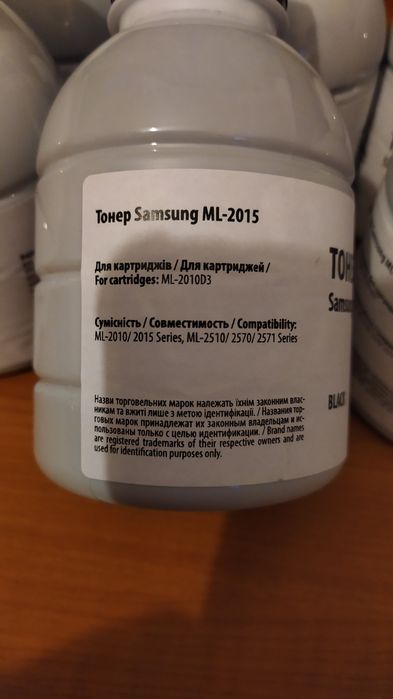 Тонер Samsung ML-2015
Для картриджів / Для картриджей /
For cartridges: ML-2010D3
Сумісність / Совместимость / Compatibility:
ML-2010/ 2015 Series, ML-2510/ 2570/ 2571 Series
Назви торговельних марок належать їхнім законним влас-
никам та вжиті лише з метою ідентифікації. / Названия тор-
говых марок принадлежат их законным владельцам и ис-
пользованы только с целью идентификации. / Brand names
are registered trademarks of their respective owners and are
used for identification purposes only.
BLACK